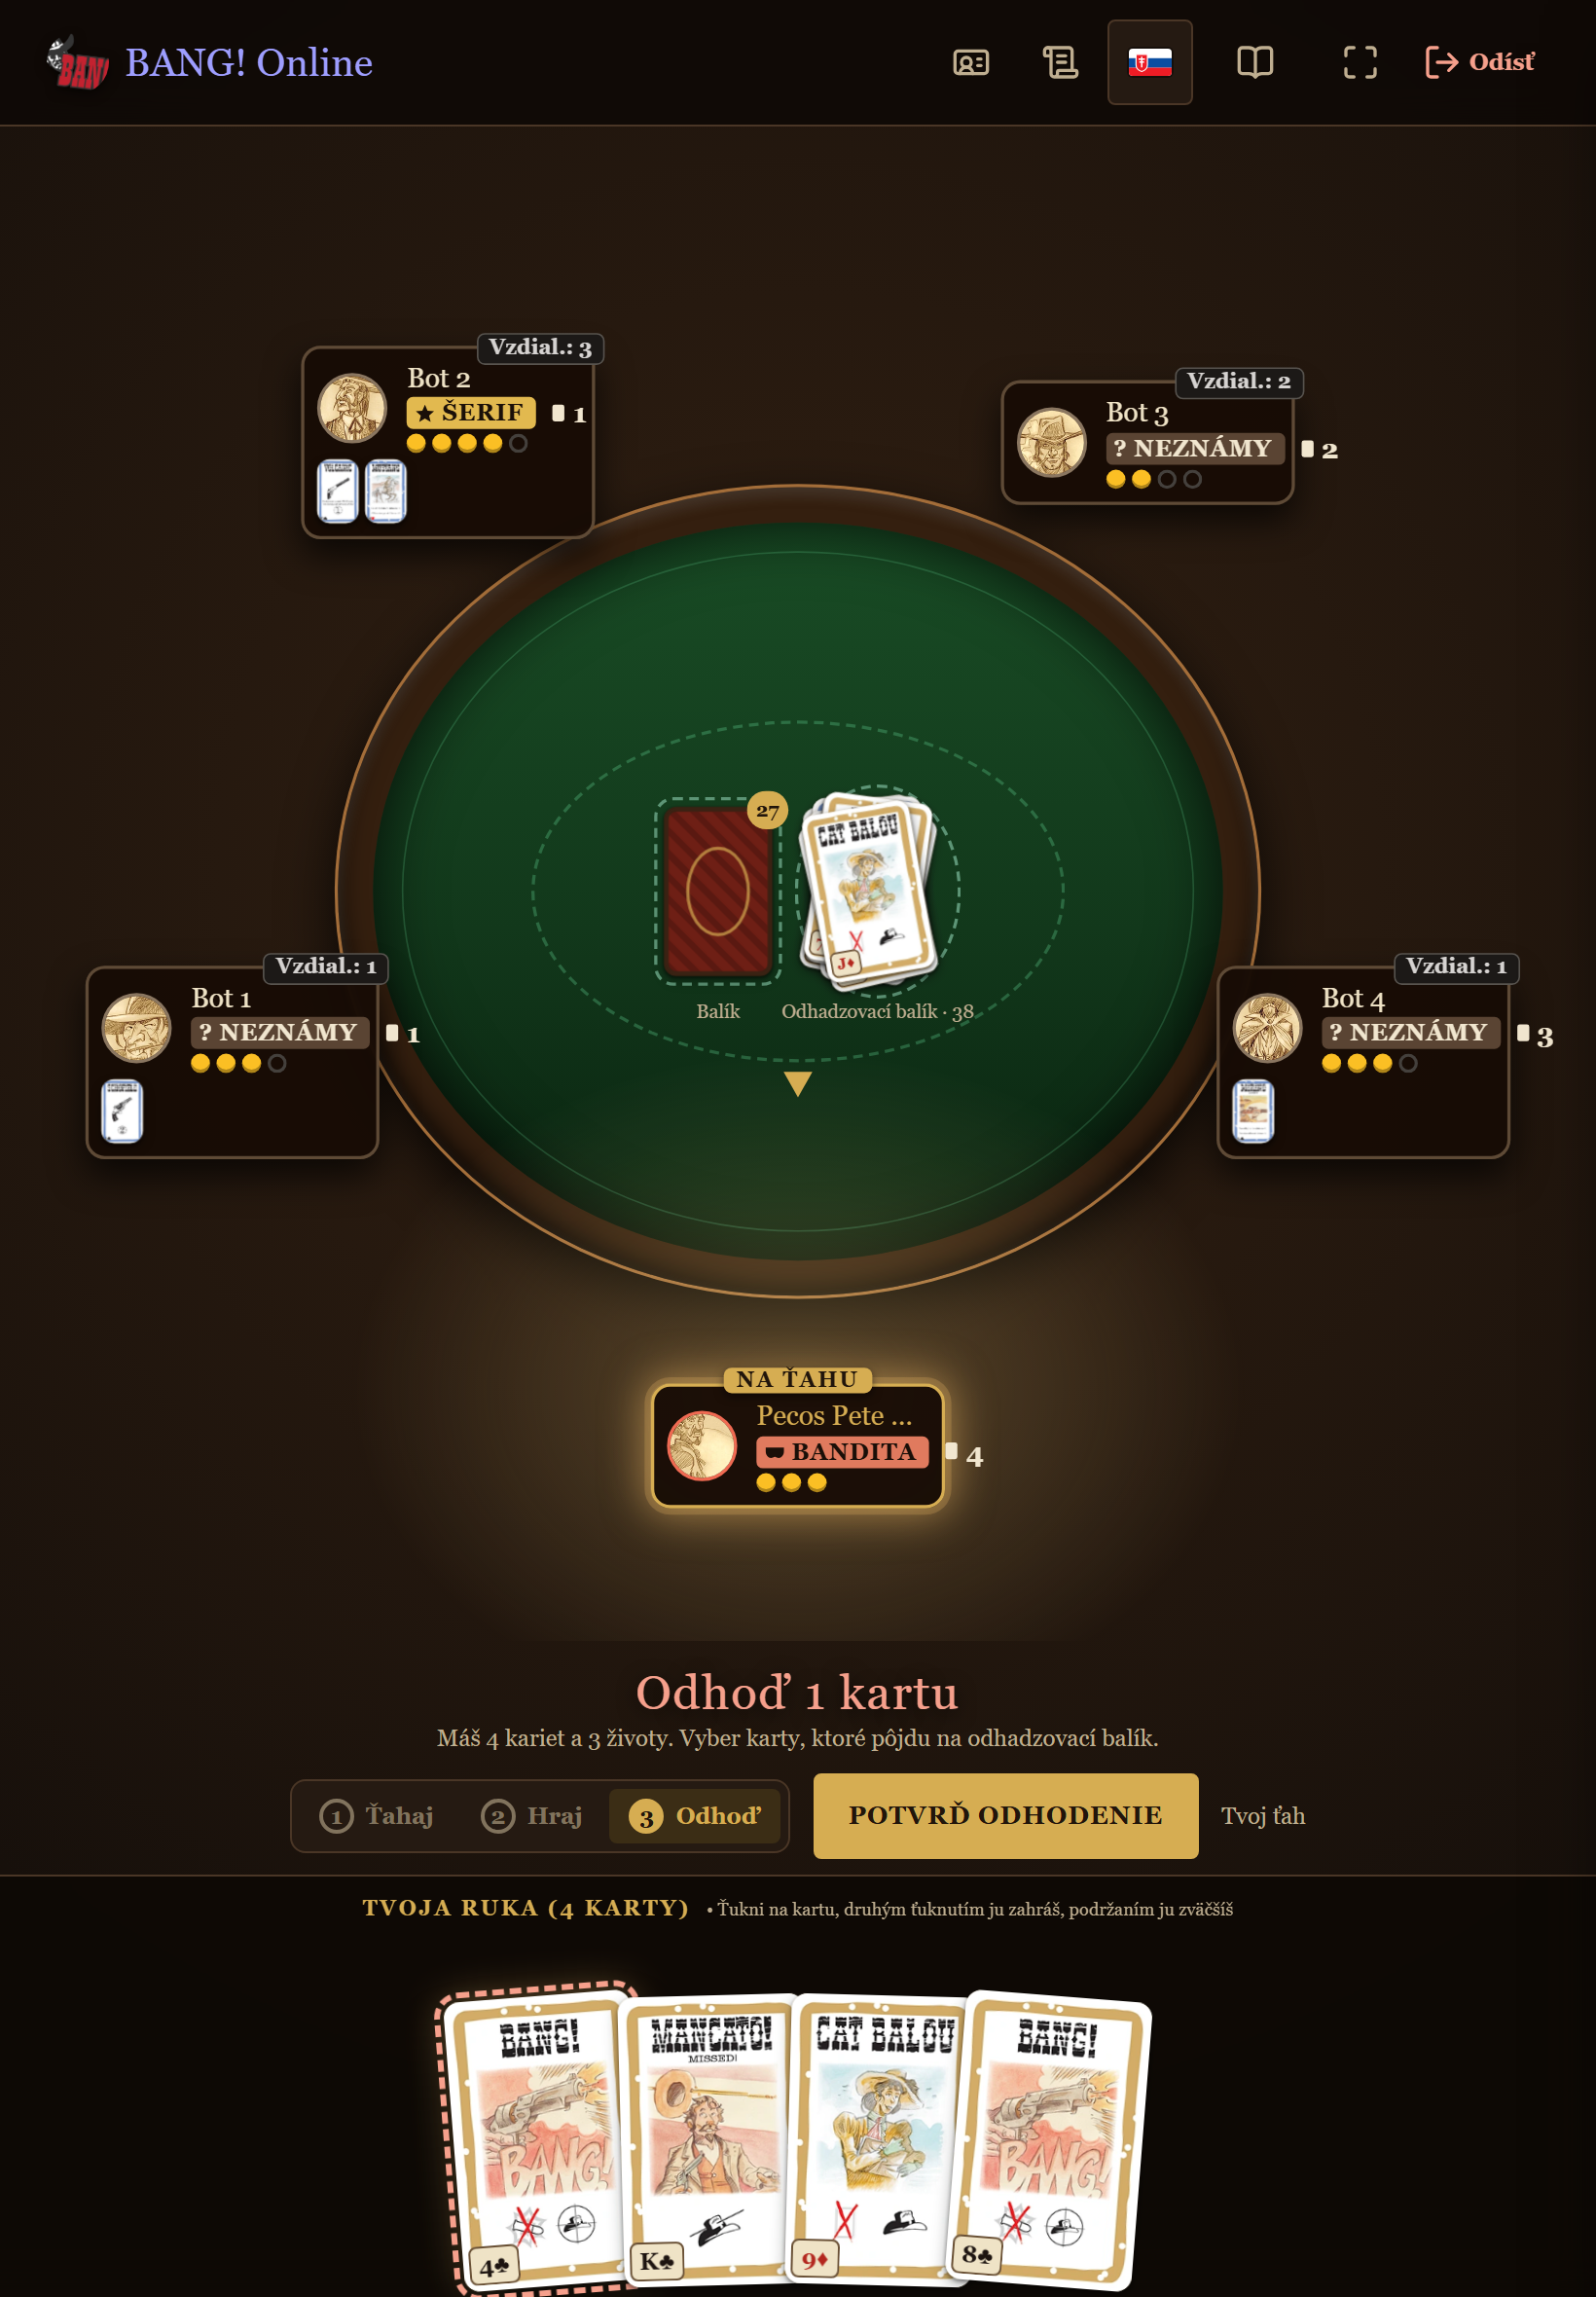 BANG! Online
Odísť
Vzdial.: 3
Bot 2
ŠERIF
1
Vzdial.: 2
Bot 3
? NEZNÁMY
2
27
CAT BALOU
J♦
Balík
Odhadzovací balík · 38
Vzdial.: 1
Bot 1
? NEZNÁMY
1
Vzdial.: 1
Bot 4
? NEZNÁMY
3
NA ŤAHU
Pecos Pete ...
BANDITA
4
Odhoď 1 kartu
Máš 4 kariet a 3 životy. Vyber karty, ktoré pôjdu na odhadzovací balík.
1 Ťahaj
2 Hraj
3 Odhoď
POTVRĎ ODHODENIE
Tvoj ťah
TVOJA RUKA (4 KARTY) • Ťukni na kartu, druhým ťuknutím ju zahráš, podržaním ju zväčšíš
BANG!
BANG!
4♣
MANCATO!
MISSED!
K♣
CAT BALOU
9♦
BANG!
BANG!
8♣